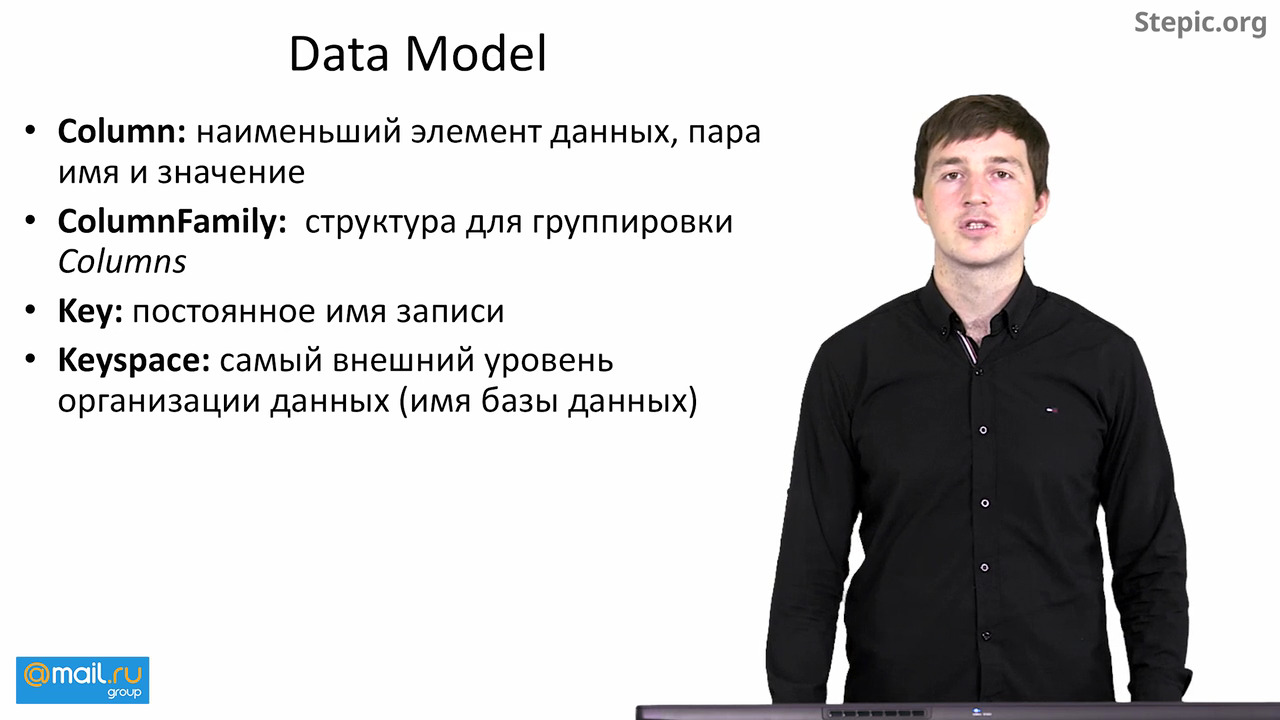 Stepic.org
Data Model
• Column: наименьший элемент данных, пара
имя и значение
• ColumnFamily: структура для группировки
Columns
• Key: постоянное имя записи
• Keyspace: самый внешний уровень
организации данных (имя базы данных)
@mail.ru
group